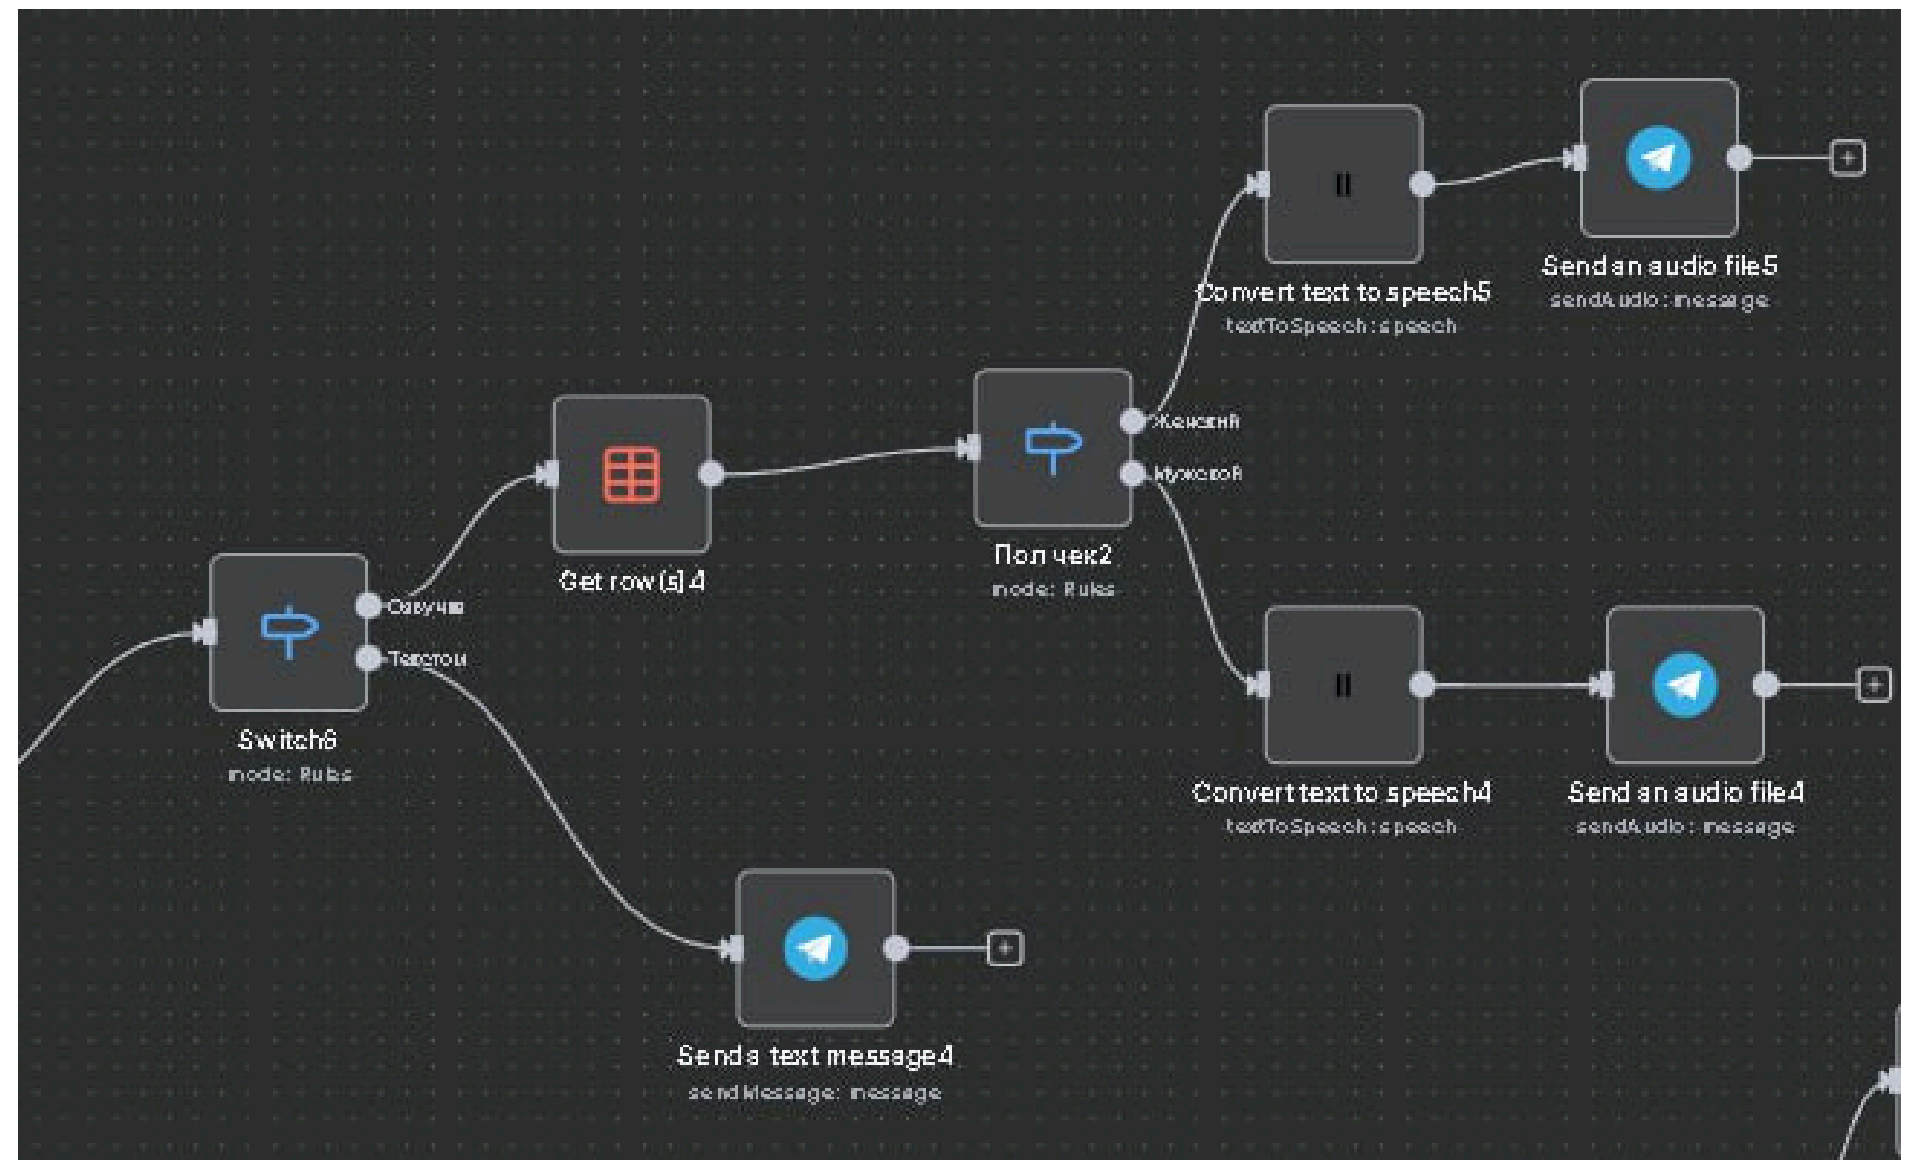 Send an audio file5
sendAudio: message
Convert text to speech5
textToSpeech: speech
Женский
Мужской
Пол чек2
mode: Rules
Get row(s)4
Озвучка
Текстом
Switch6
mode: Rules
Convert text to speech4
textToSpeech: speech
Send an audio file4
sendAudio: message
Send a text message4
sendMessage: message